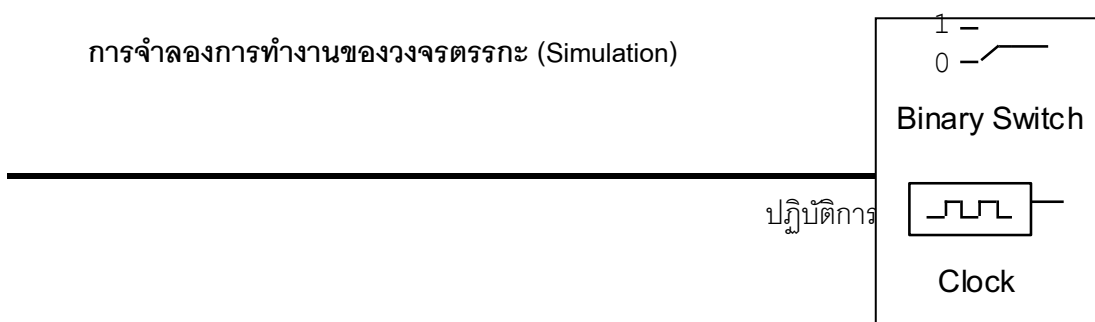 การจำลองการทำงานของวงจรตรรกะ (Simulation)
1
0
Binary Switch
ปฏิบัติการ
Clock